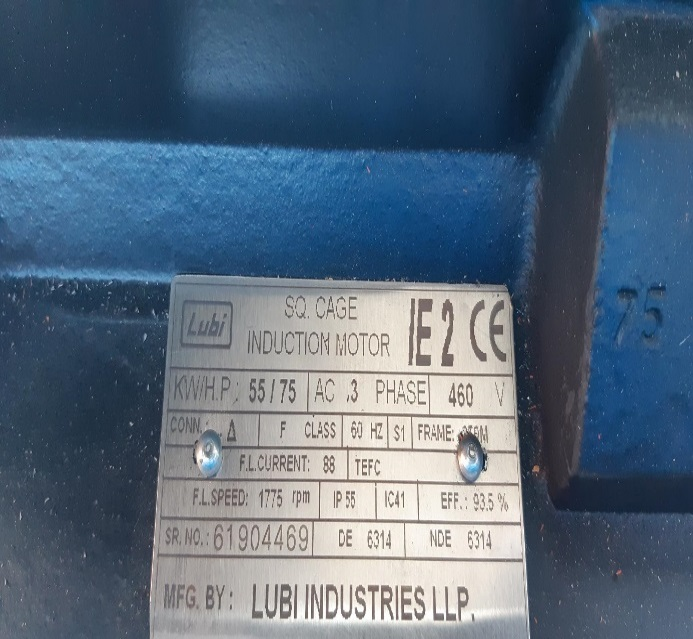 Lubi
SQ. CAGE
INDUCTION MOTOR
IE2 CE
KW/H.P. 55 / 75 AC 3 PHASE 460 V
CONN.: Δ F CLASS 60 HZ S1 FRAME:
F.L.CURRENT: 88 TEFC
F.L.SPEED: 1775 rpm IP 55 IC41 EFF.: 93.5 %
SR. NO.: 61904469 DE 6314 NDE 6314
MFG. BY: LUBI INDUSTRIES LLP.
75